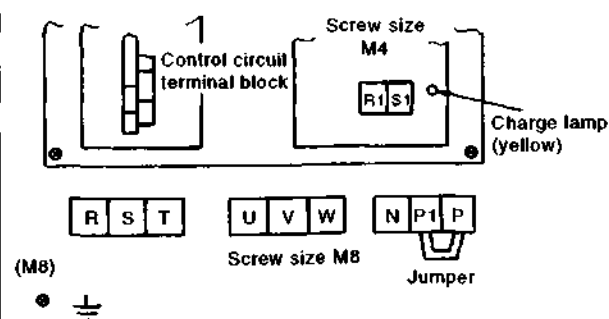 Screw size
M4
Control circuit
terminal block
R1 S1
Charge lamp
(yellow)
R S T
U V W
N P1 P
Screw size M8
Jumper
(M8)